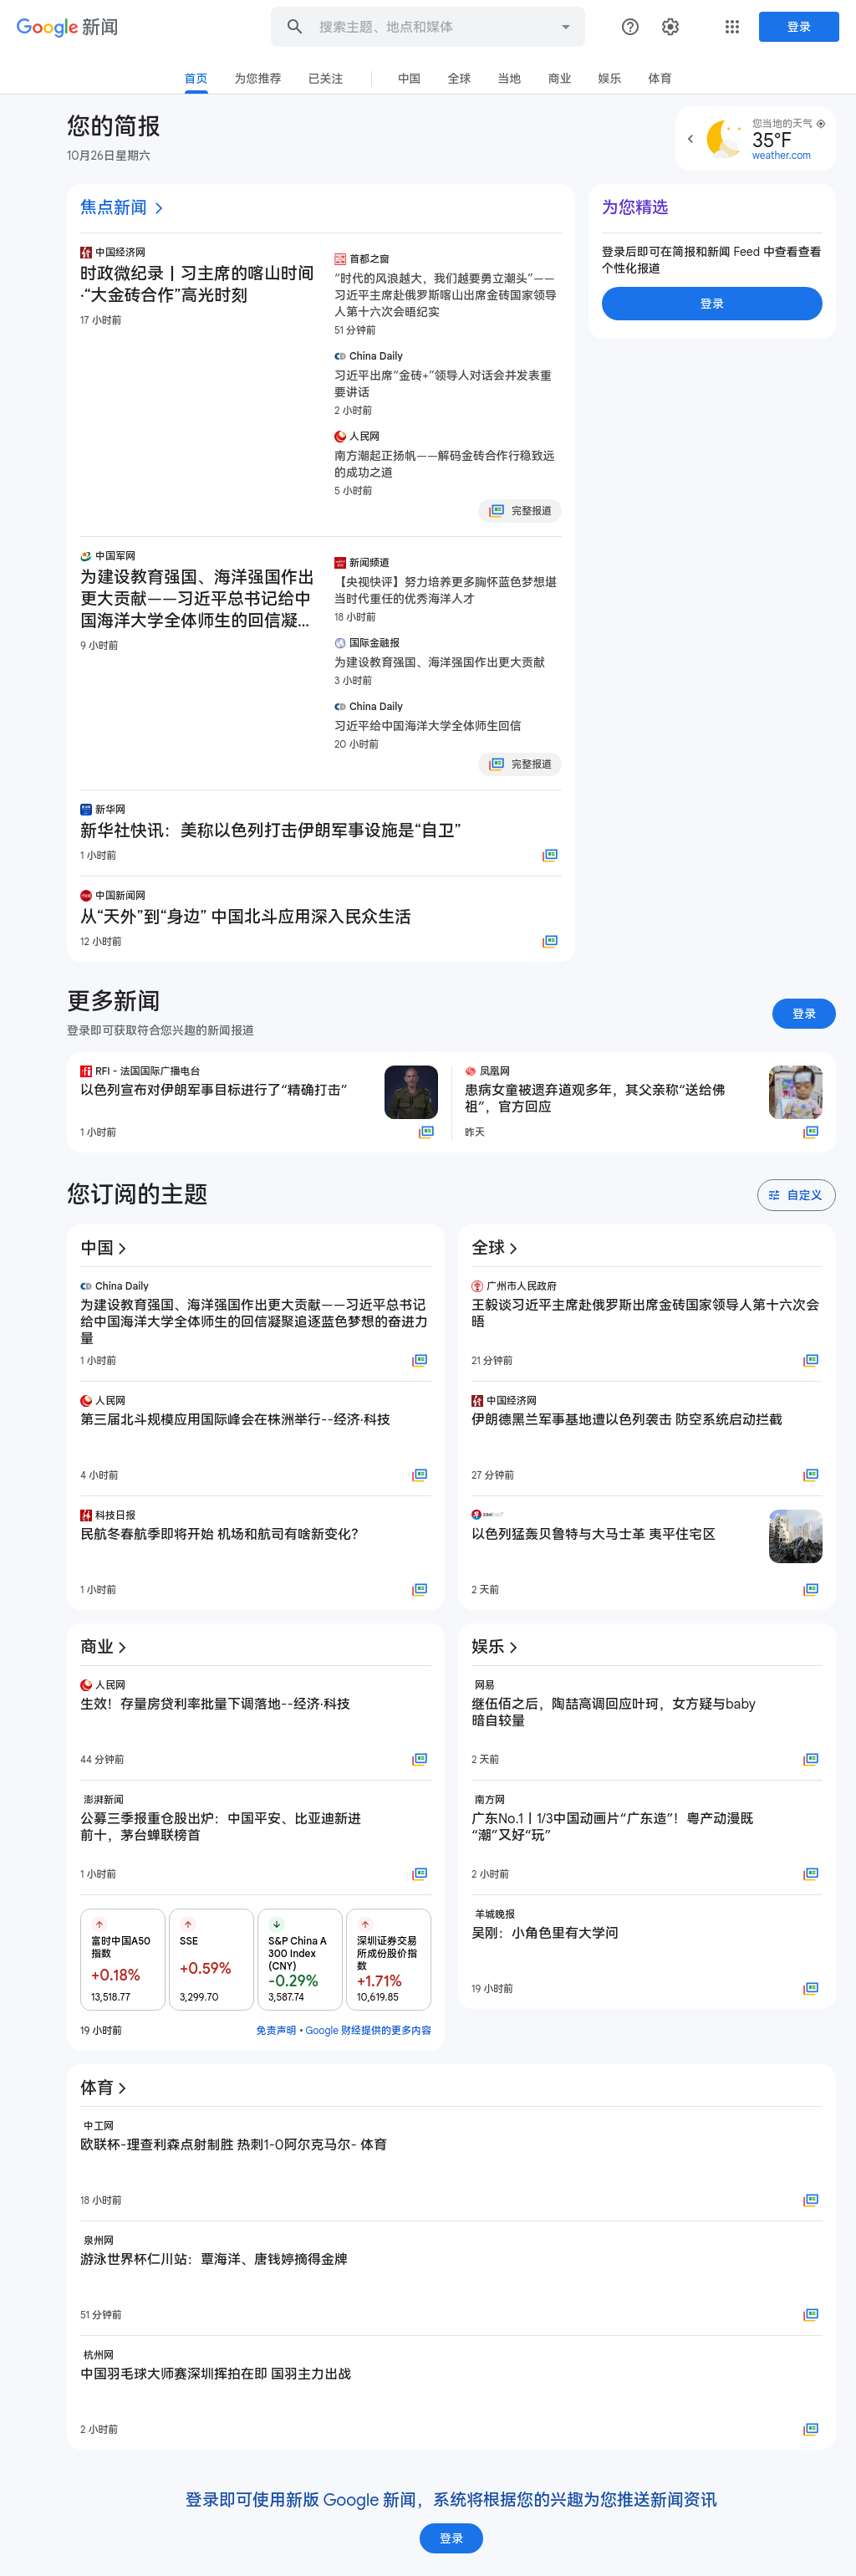 Google 新闻
搜索主题、地点和媒体
登录
首页
为您推荐
已关注
中国
全球
当地
商业
娱乐
体育
您的简报
10月26日星期六
您当地的天气
35°F
weather.com
焦点新闻
中国经济网
时政微纪录丨习主席的喀山时间
·“大金砖合作”高光时刻
17 小时前
首都之窗
“时代的风浪越大，我们越要勇立潮头”——
习近平主席赴俄罗斯喀山出席金砖国家领导
人第十六次会晤纪实
51 分钟前
China Daily
习近平出席“金砖+”领导人对话会并发表重
要讲话
2 小时前
人民网
南方潮起正扬帆——解码金砖合作行稳致远
的成功之道
5 小时前
完整报道
为您精选
登录后即可在简报和新闻 Feed 中查看查看
个性化报道
登录
中国军网
为建设教育强国、海洋强国作出
更大贡献——习近平总书记给中
国海洋大学全体师生的回信凝...
9 小时前
新闻频道
【央视快评】努力培养更多胸怀蓝色梦想堪
当时代重任的优秀海洋人才
18 小时前
国际金融报
为建设教育强国、海洋强国作出更大贡献
3 小时前
China Daily
习近平给中国海洋大学全体师生回信
20 小时前
完整报道
新华网
新华社快讯：美称以色列打击伊朗军事设施是“自卫”
1 小时前
中国新闻网
从“天外”到“身边” 中国北斗应用深入民众生活
12 小时前
更多新闻
登录即可获取符合您兴趣的新闻报道
登录
RFI - 法国国际广播电台
以色列宣布对伊朗军事目标进行了“精确打击”
1 小时前
凤凰网
患病女童被遗弃道观多年，其父亲称“送给佛
祖”，官方回应
昨天
您订阅的主题
自定义
中国
China Daily
为建设教育强国、海洋强国作出更大贡献——习近平总书记
给中国海洋大学全体师生的回信凝聚追逐蓝色梦想的奋进力
量
1 小时前
人民网
第三届北斗规模应用国际峰会在株洲举行--经济·科技
4 小时前
科技日报
民航冬春航季即将开始 机场和航司有啥新变化？
1 小时前
全球
广州市人民政府
王毅谈习近平主席赴俄罗斯出席金砖国家领导人第十六次会
晤
21 分钟前
中国经济网
伊朗德黑兰军事基地遭以色列袭击 防空系统启动拦截
27 分钟前
以色列猛轰贝鲁特与大马士革 夷平住宅区
2 天前
商业
人民网
生效！存量房贷利率批量下调落地--经济·科技
44 分钟前
澎湃新闻
公募三季报重仓股出炉：中国平安、比亚迪新进
前十，茅台蝉联榜首
1 小时前
富时中国A50
指数
+0.18%
13,518.77
SSE
+0.59%
3,299.70
S&P China A
300 Index
(CNY)
-0.29%
3,587.74
深圳证券交易
所成份股价指
数
+1.71%
10,619.85
19 小时前
免责声明 • Google 财经提供的更多内容
娱乐
网易
继伍佰之后，陶喆高调回应叶珂，女方疑与baby
暗自较量
2 天前
南方网
广东No.1丨1/3中国动画片“广东造”！粤产动漫既
“潮”又好“玩”
2 小时前
羊城晚报
吴刚：小角色里有大学问
19 小时前
体育
中工网
欧联杯-理查利森点射制胜 热刺1-0阿尔克马尔- 体育
18 小时前
泉州网
游泳世界杯仁川站：覃海洋、唐钱婷摘得金牌
51 分钟前
杭州网
中国羽毛球大师赛深圳挥拍在即 国羽主力出战
2 小时前
登录即可使用新版 Google 新闻，系统将根据您的兴趣为您推送新闻资讯
登录